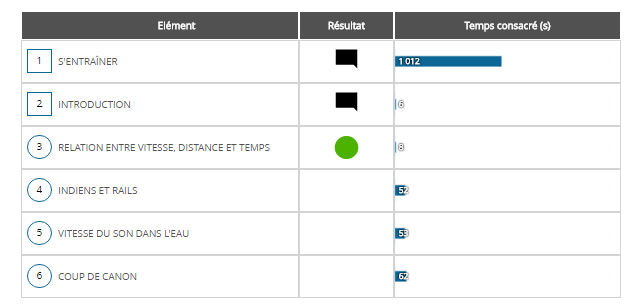 Elément Résultat Temps consacré (s)
1 S'ENTRAÎNER 1 012
2 INTRODUCTION 6
3 RELATION ENTRE VITESSE, DISTANCE ET TEMPS 8
4 INDIENS ET RAILS 52
5 VITESSE DU SON DANS L'EAU 53
6 COUP DE CANON 62